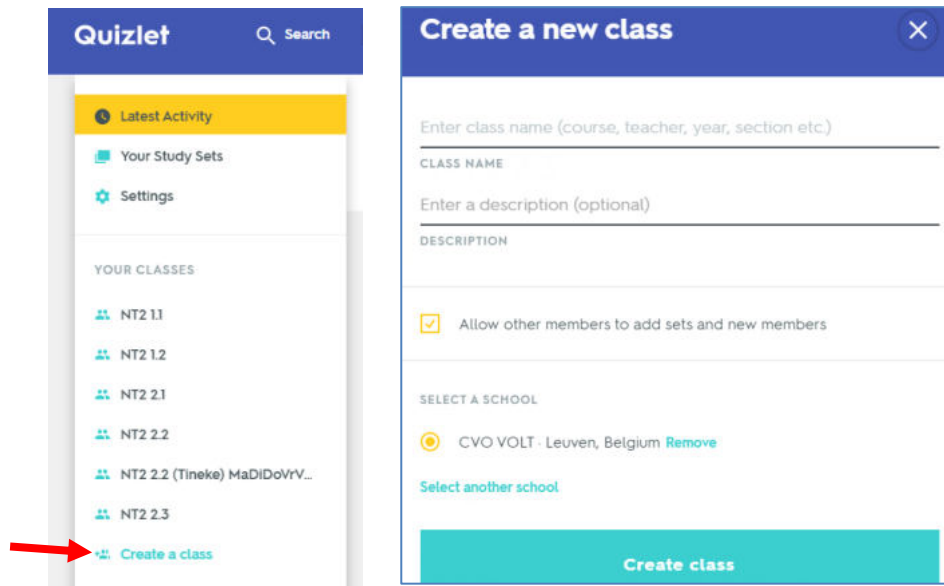 Quizlet
Search
Latest Activity
Your Study Sets
Settings
YOUR CLASSES
NT2 1.1
NT2 1.2
NT2 2.1
NT2 2.2
NT2 2.2 (Tineke) MaDiDoVrV...
NT2 2.3
Create a class
Create a new class
Enter class name (course, teacher, year, section etc.)
CLASS NAME
Enter a description (optional)
DESCRIPTION
Allow other members to add sets and new members
SELECT A SCHOOL
CVO VOLT · Leuven, Belgium Remove
Select another school
Create class